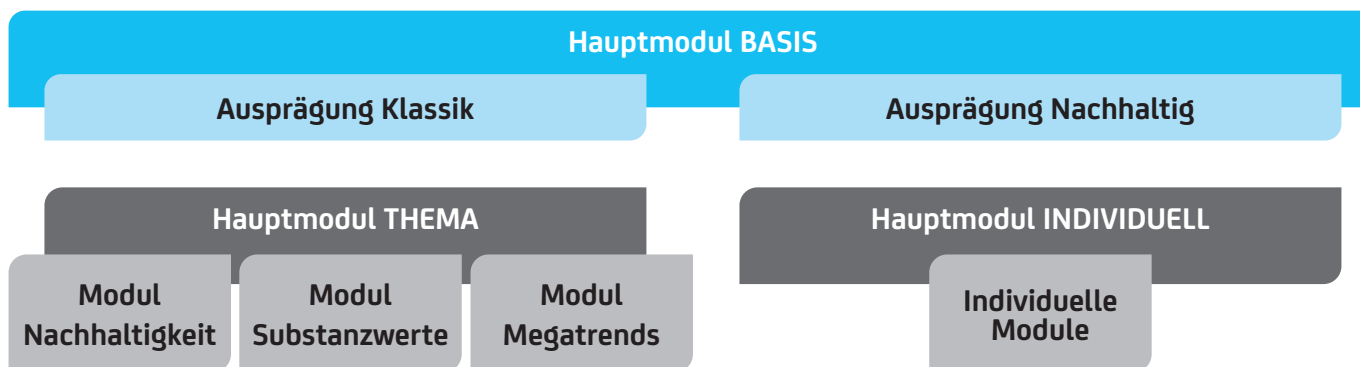 Hauptmodul BASIS
Ausprägung Klassik
Ausprägung Nachhaltig
Hauptmodul THEMA
Hauptmodul INDIVIDUELL
Modul
Nachhaltigkeit
Modul
Substanzwerte
Modul
Megatrends
Individuelle
Module